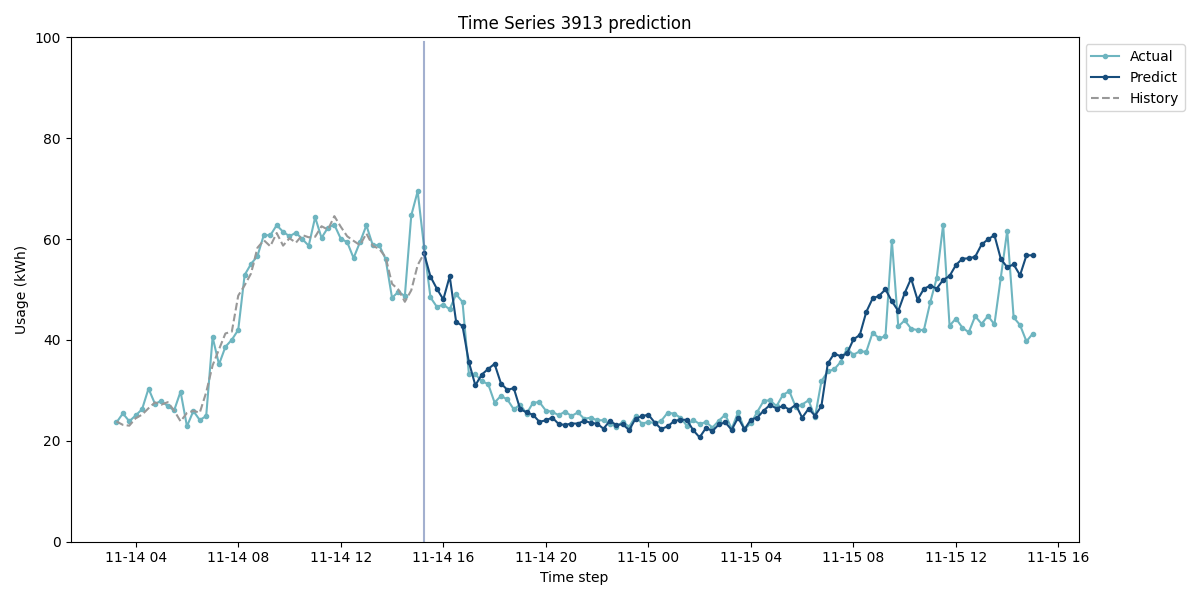 Time Series 3913 prediction
100
80
60
40
20
0
Usage (kWh)
11-14 04
11-14 08
11-14 12
11-14 16
11-14 20
11-15 00
11-15 04
11-15 08
11-15 12
11-15 16
Time step
Actual
Predict
History